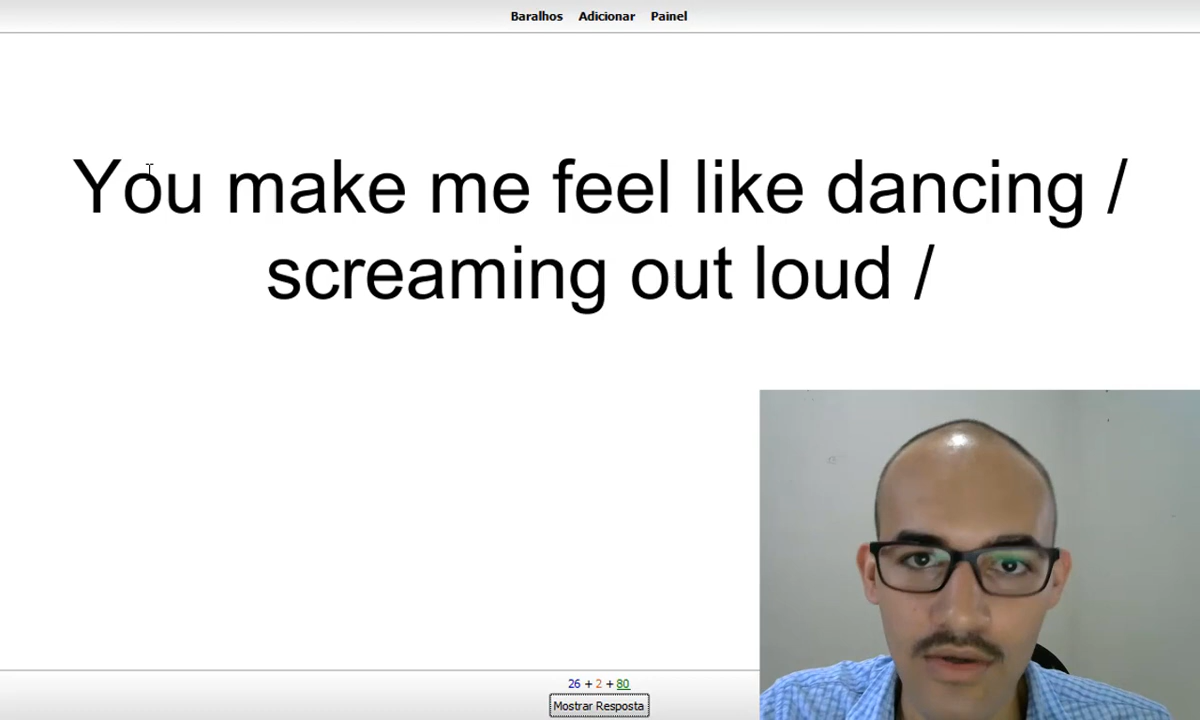 Baralhos Adicionar Painel
You make me feel like dancing /
screaming out loud /
26 + 2 + 80
Mostrar Resposta